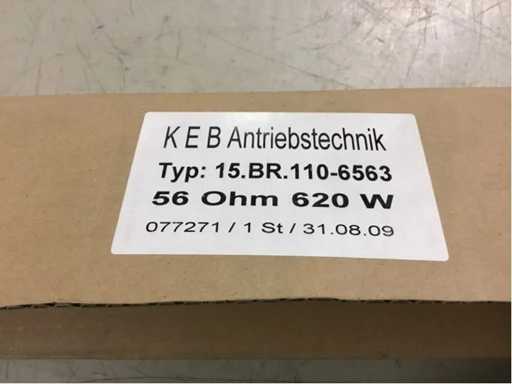 K E B Antriebstechnik
Typ: 15.BR.110-6563
56 Ohm 620 W
077271 / 1 St / 31.08.09